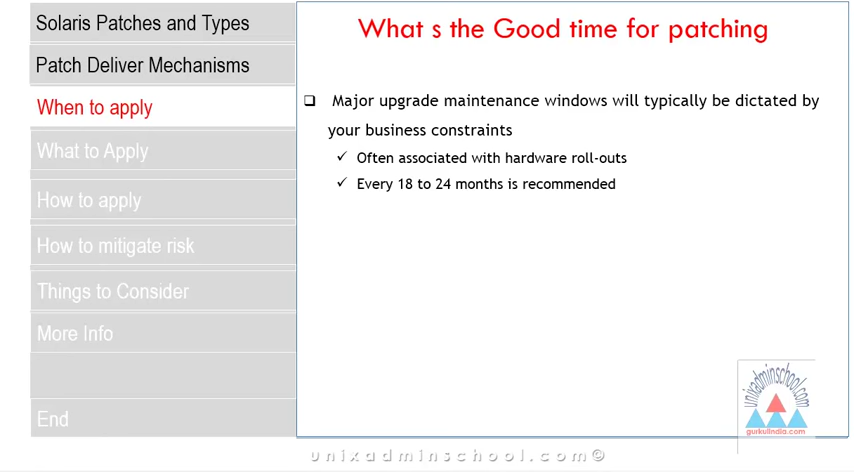 Solaris Patches and Types
Patch Deliver Mechanisms
When to apply
What to Apply
How to apply
How to mitigate risk
Things to Consider
More Info
End
What s the Good time for patching
Major upgrade maintenance windows will typically be dictated by
your business constraints
Often associated with hardware roll-outs
Every 18 to 24 months is recommended
unixadminschool.com
gurkulindia.com
unixadminschool.com©